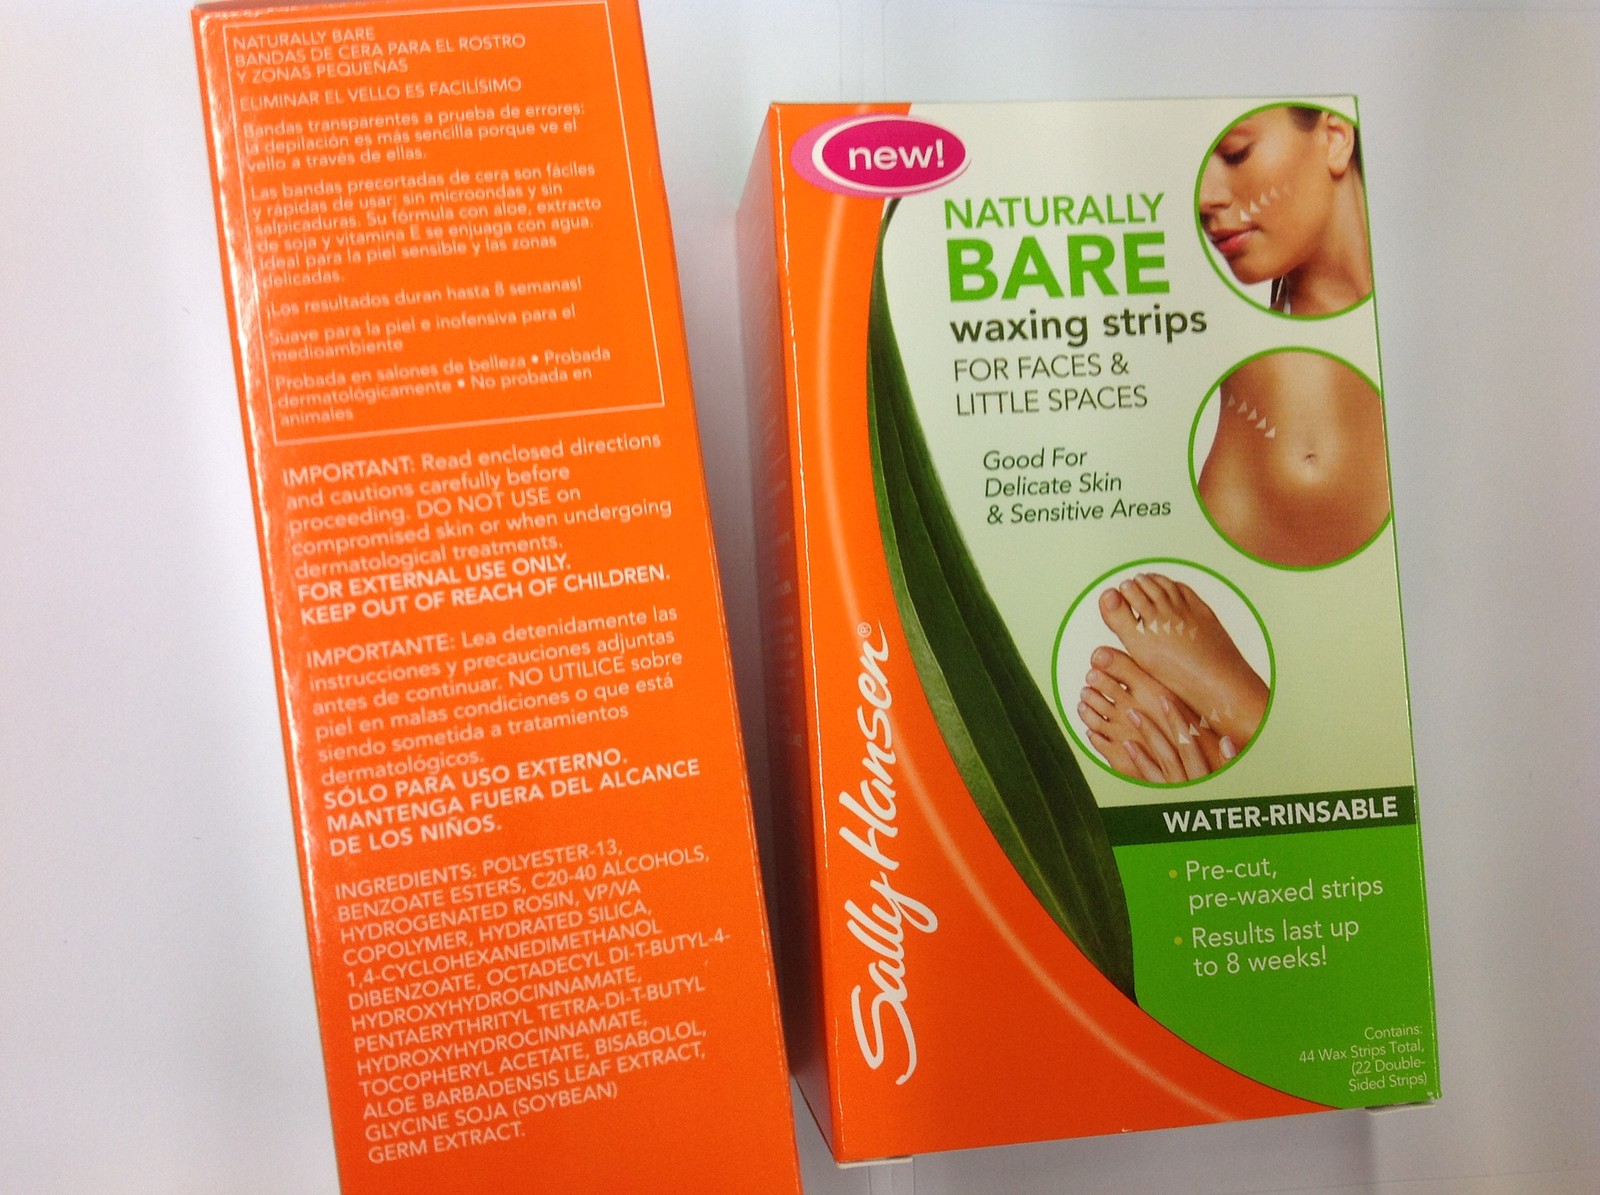 NATURALLY BARE
BANDAS DE CERA PARA EL ROSTRO
Y ZONAS PEQUEÑAS
ELIMINAR EL VELLO ES FACILÍSIMO
Bandas transparentes a prueba de errores:
la depilación es más sencilla porque ve el
vello a través de ellas.
Las bandas precortadas de cera son fáciles
y rápidas de usar; sin microondas y sin
salpicaduras. Su fórmula con aloe, extracto
de soja y vitamina E se enjuaga con agua.
Ideal para la piel sensible y las zonas
delicadas.
¡Los resultados duran hasta 8 semanas!
Suave para la piel e inofensiva para el
medioambiente
Probada en salones de belleza • Probada
dermatológicamente • No probada en
animales
IMPORTANT: Read enclosed directions
and cautions carefully before
proceeding. DO NOT USE on
compromised skin or when undergoing
dermatological treatments.
FOR EXTERNAL USE ONLY.
KEEP OUT OF REACH OF CHILDREN.
IMPORTANTE: Lea detenidamente las
instrucciones y precauciones adjuntas
antes de continuar. NO UTILICE sobre
piel en malas condiciones o que está
siendo sometida a tratamientos
dermatológicos.
SÓLO PARA USO EXTERNO.
MANTENGA FUERA DEL ALCANCE
DE LOS NIÑOS.
INGREDIENTS: POLYESTER-13,
BENZOATE ESTERS, C20-40 ALCOHOLS,
HYDROGENATED ROSIN, VP/VA
COPOLYMER, HYDRATED SILICA,
1,4-CYCLOHEXANEDIMETHANOL
DIBENZOATE, OCTADECYL DI-T-BUTYL-4-
HYDROXYHYDROCINNAMATE,
PENTAERYTHRITYL TETRA-DI-T-BUTYL
HYDROXYHYDROCINNAMATE,
TOCOPHERYL ACETATE, BISABOLOL,
ALOE BARBADENSIS LEAF EXTRACT,
GLYCINE SOJA (SOYBEAN)
GERM EXTRACT.
new!
NATURALLY
BARE
waxing strips
FOR FACES &
LITTLE SPACES
Good For
Delicate Skin
& Sensitive Areas
Sally Hansen®
WATER-RINSABLE
• Pre-cut,
pre-waxed strips
• Results last up
to 8 weeks!
Contains:
44 Wax Strips Total,
(22 Double-
Sided Strips)